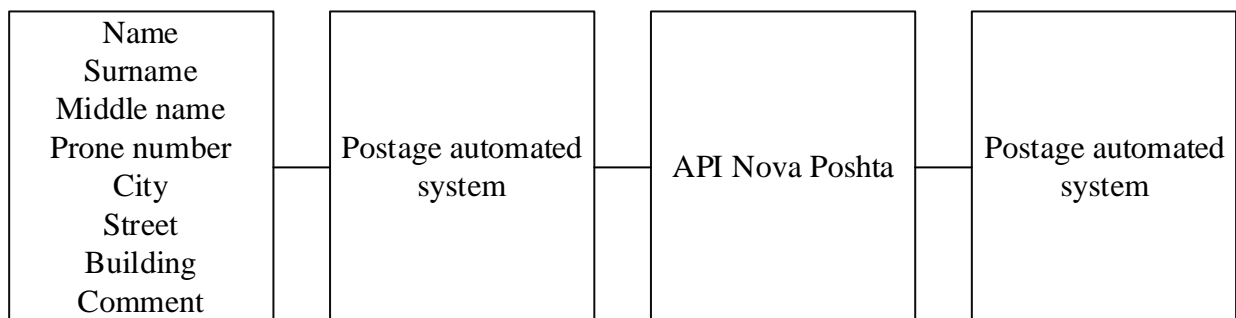 Name
Surname
Middle name
Prone number
City
Street
Building
Comment
Postage automated
system
API Nova Poshta
Postage automated
system